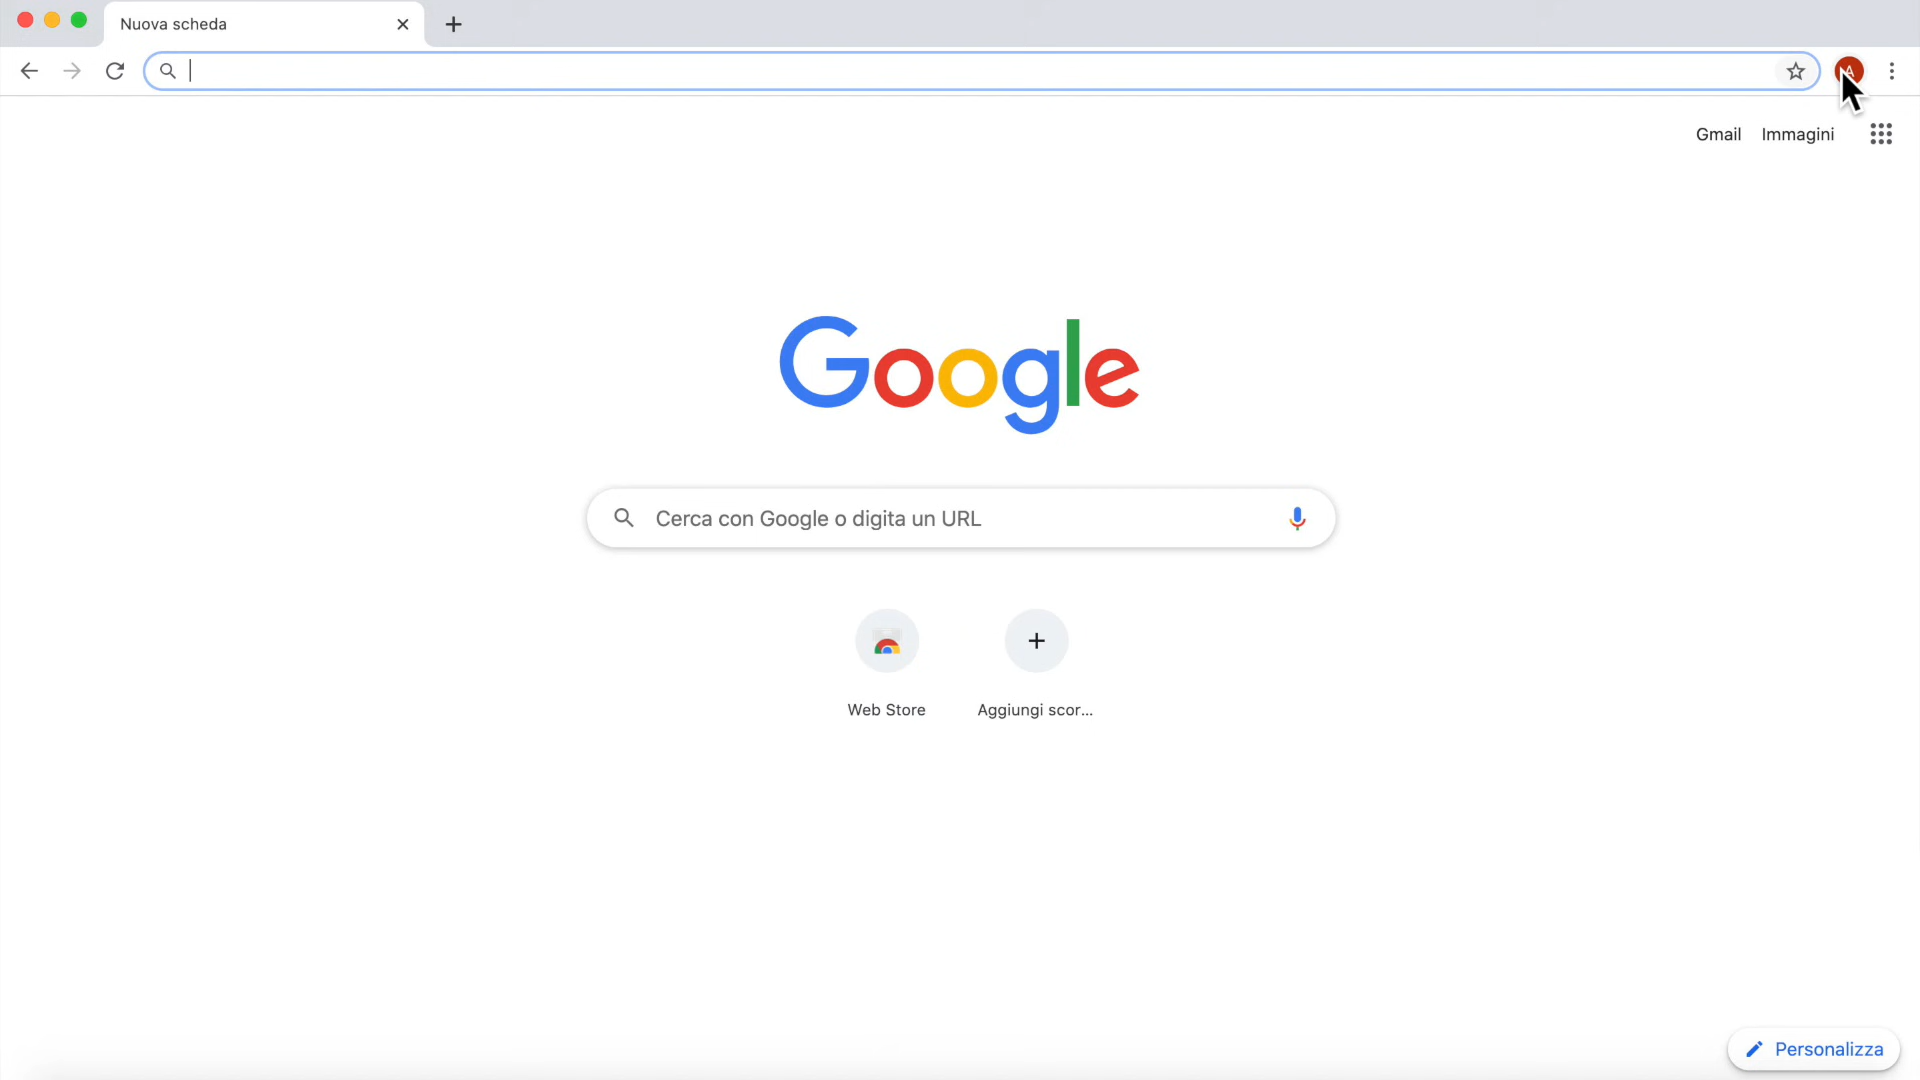 Nuova scheda
A
Gmail Immagini
Google
Cerca con Google o digita un URL
Web Store Aggiungi scor...
Personalizza